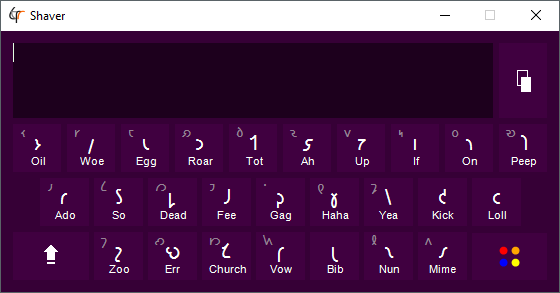 Shaver
𐑶 𐑢 𐑧 𐑮 𐑑 𐑭 𐑳 𐑦 𐑪 𐑐
Oil Woe Egg Roar Tot Ah Up If On Peep
𐑩 𐑕 𐑛 𐑓 𐑜 𐑣 𐑘 𐑒 𐑤
Ado So Dead Fee Gag Haha Yea Kick Loll
𐑟 𐑻 𐑗 𐑝 𐑚 𐑯 𐑥
Zoo Err Church Vow Bib Nun Mime